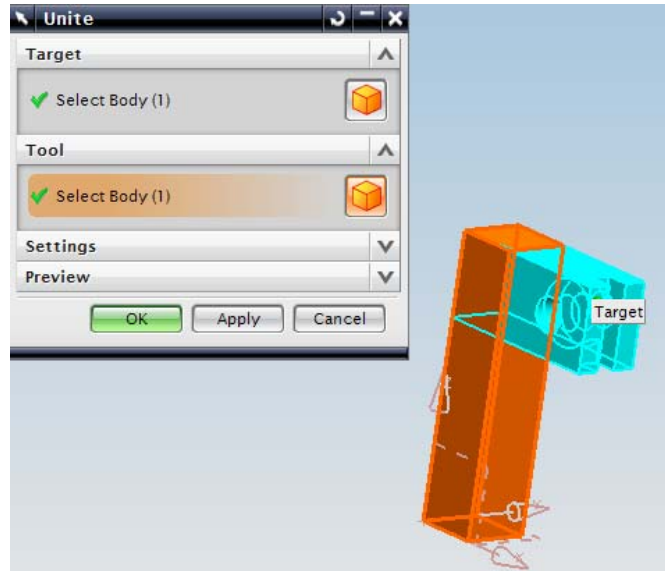 Unite
Target
Select Body (1)
Tool
Select Body (1)
Settings
Preview
OK Apply Cancel
Target